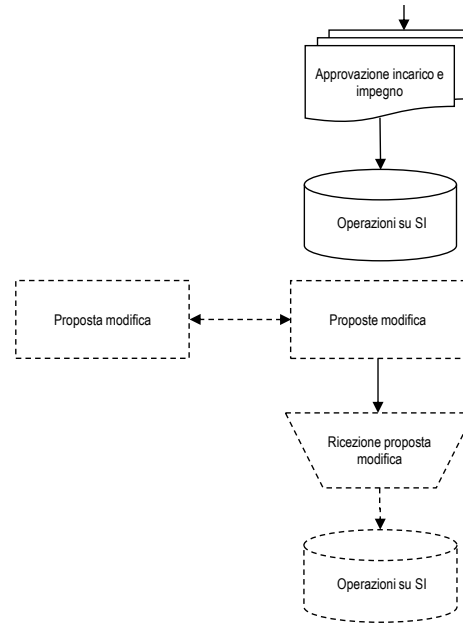 Approvazione incarico e
impegno
Operazioni su SI
Proposta modifica
Proposte modifica
Ricezione proposta
modifica
Operazioni su SI